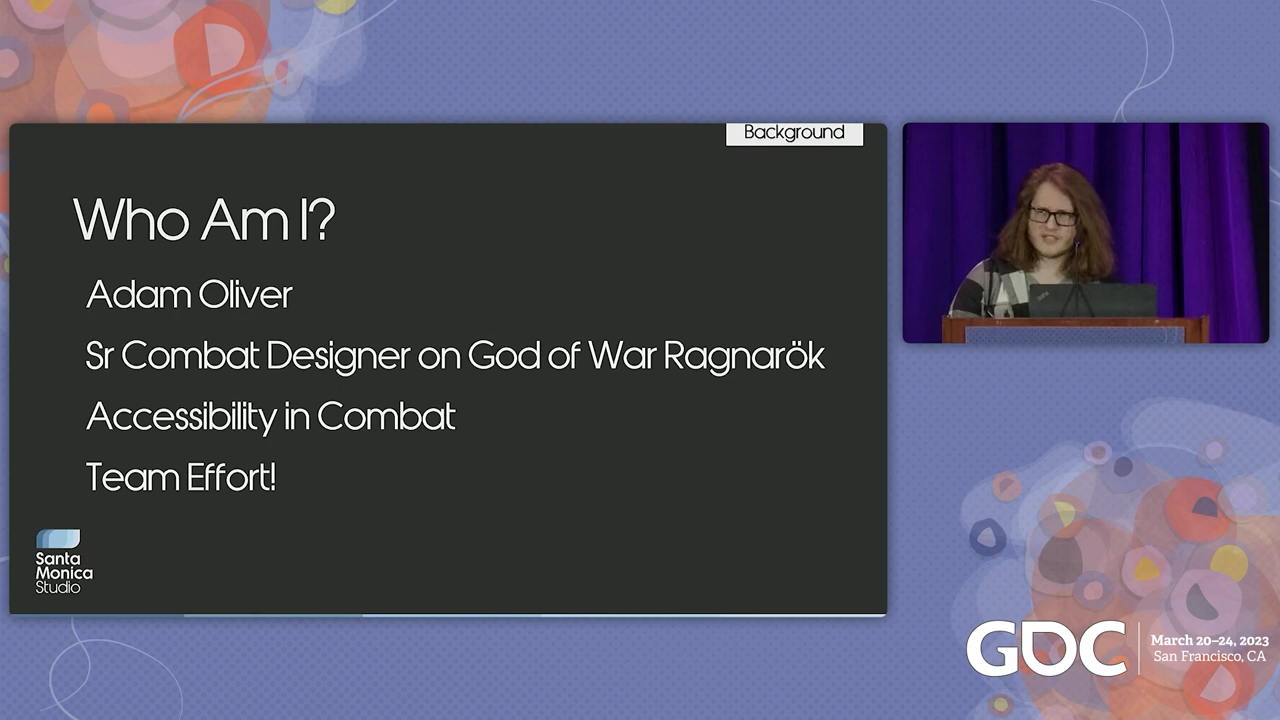 Background
Who Am I?
Adam Oliver
Sr Combat Designer on God of War Ragnarök
Accessibility in Combat
Team Effort!
Santa
Monica
Studio
GDC
March 20–24, 2023
San Francisco, CA